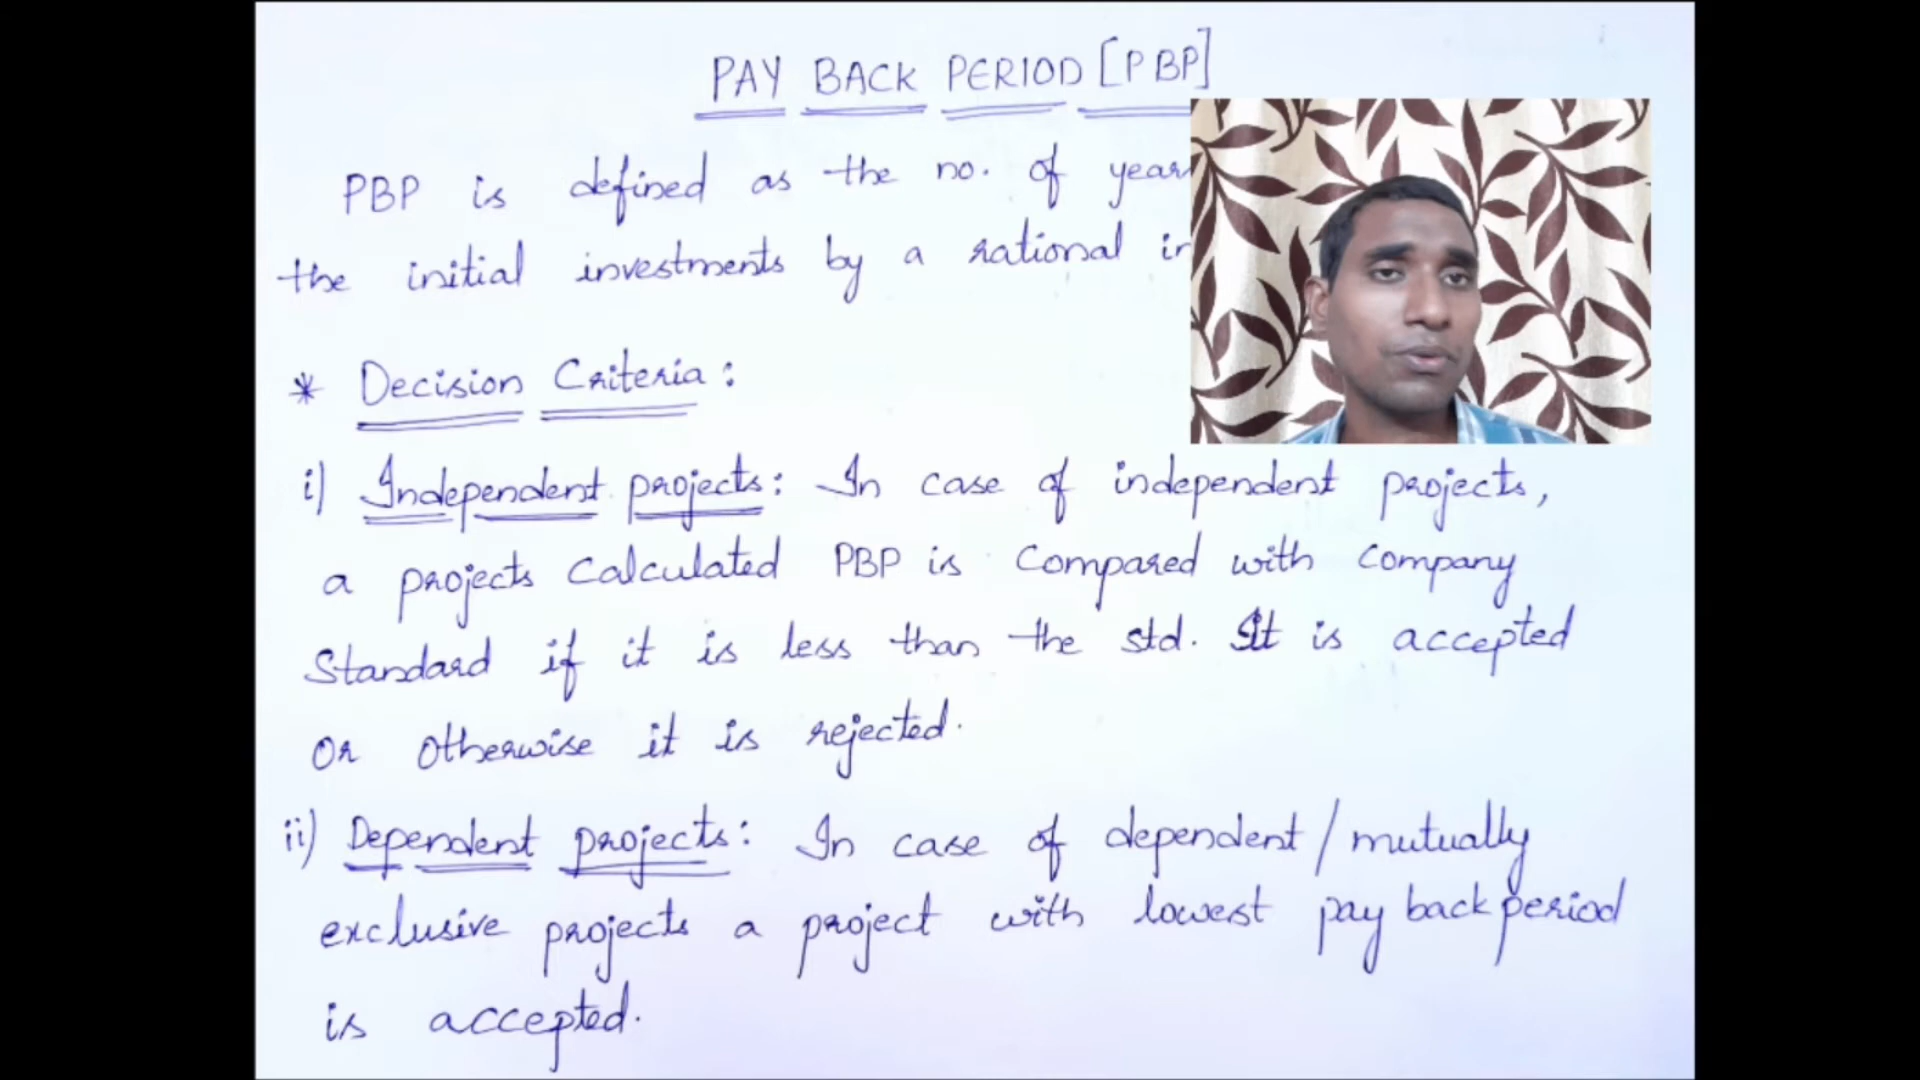 PAY BACK PERIOD [PBP]
PBP is defined as the no. of years
the initial investments by a rational
* Decision Criteria:
i) Independent projects: In case of independent projects,
a projects calculated PBP is Compared with Company
Standard if it is less than the std. It is accepted
Or Otherwise it is rejected.
ii) Dependent projects: In case of dependent / mutually
exclusive projects a project with lowest pay back period
is accepted.